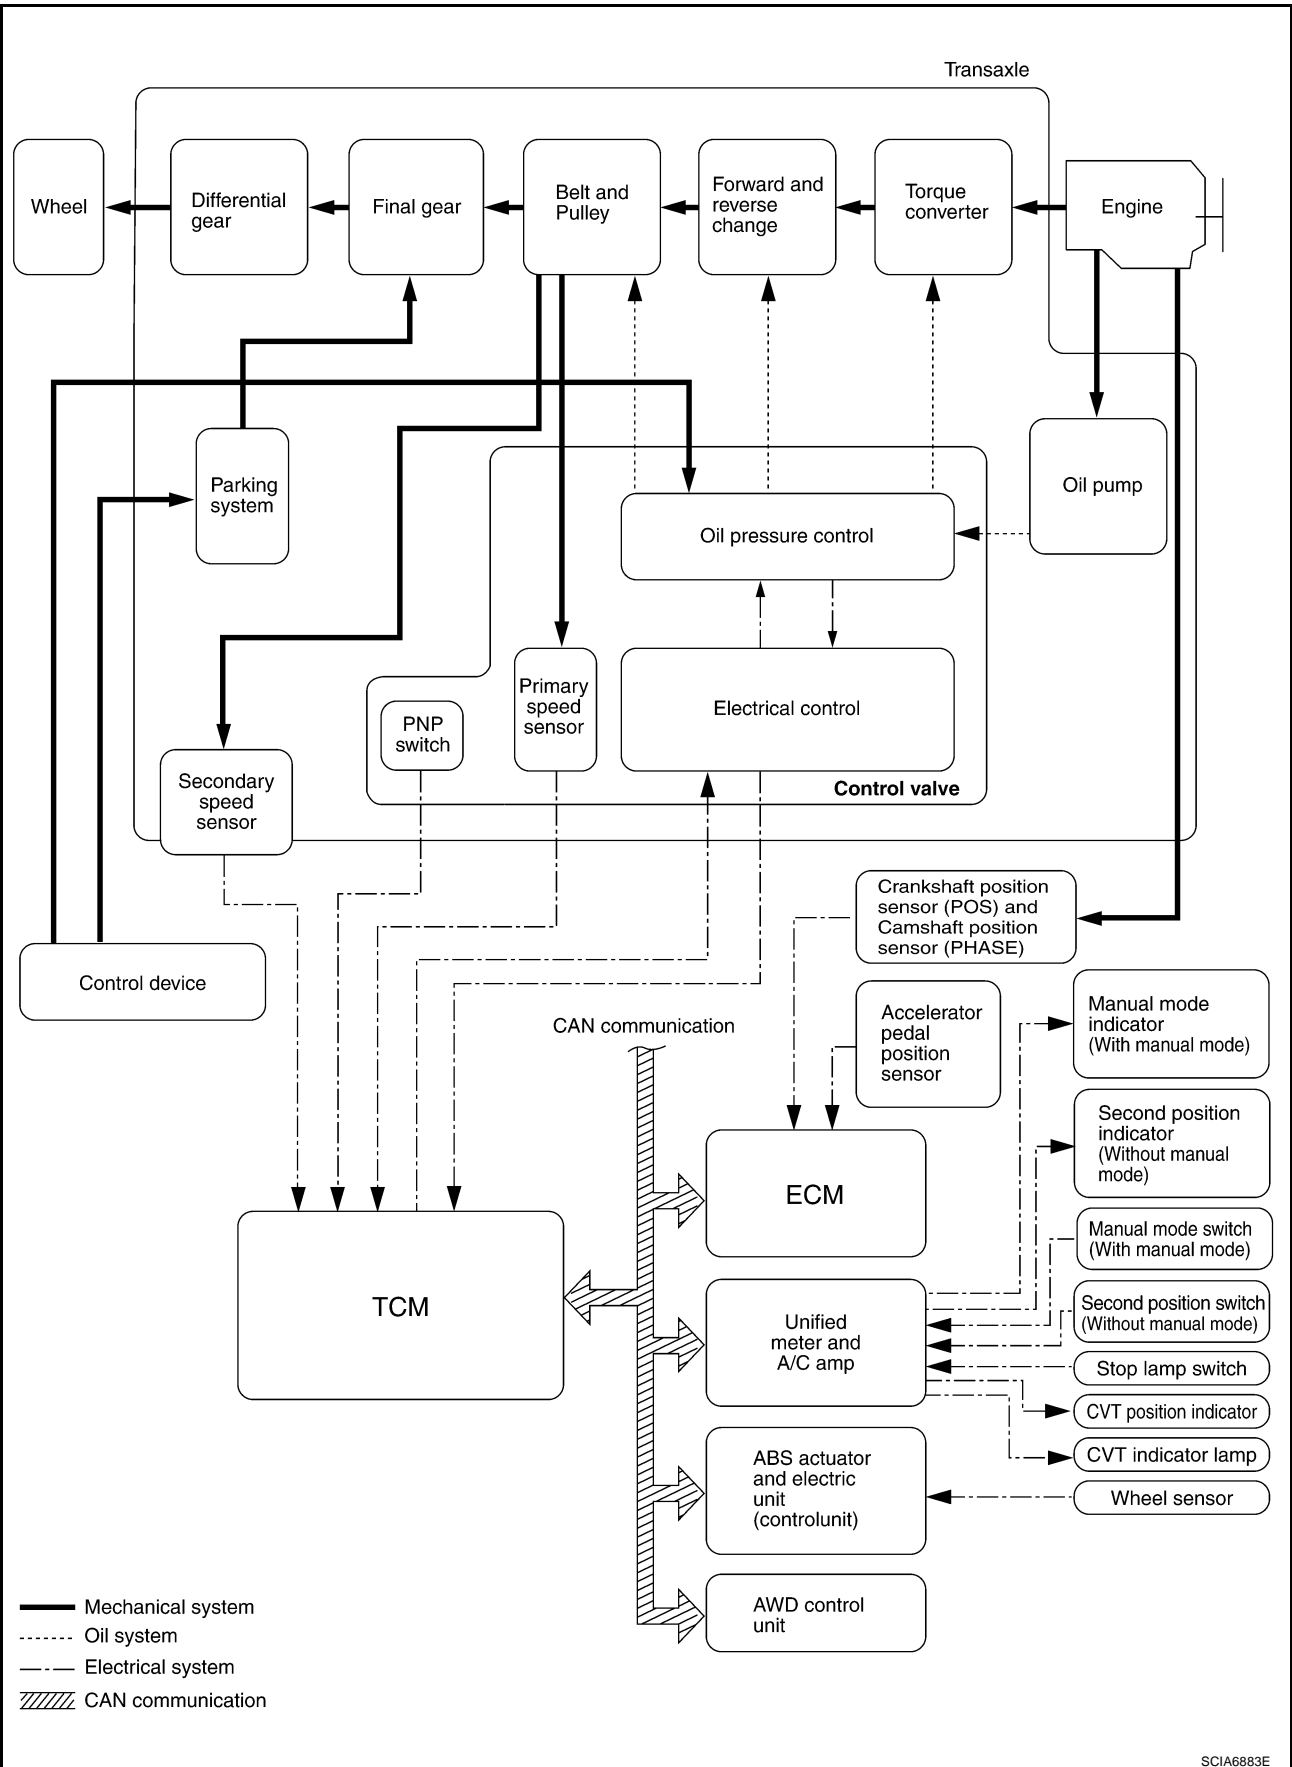 Transaxle
Wheel
Differential
gear
Final gear
Belt and
Pulley
Forward and
reverse
change
Torque
converter
Engine
Parking
system
Oil pump
Oil pressure control
Primary
speed
sensor
Electrical control
PNP
switch
Control valve
Secondary
speed
sensor
Crankshaft position
sensor (POS) and
Camshaft position
sensor (PHASE)
Control device
CAN communication
Accelerator
pedal
position
sensor
Manual mode
indicator
(With manual mode)
Second position
indicator
(Without manual
mode)
ECM
Manual mode switch
(With manual mode)
TCM
Unified
meter and
A/C amp
Second position switch
(Without manual mode)
Stop lamp switch
CVT position indicator
CVT indicator lamp
ABS actuator
and electric
unit
(controlunit)
Wheel sensor
AWD control
unit
Mechanical system
Oil system
Electrical system
CAN communication
SCIA6883E